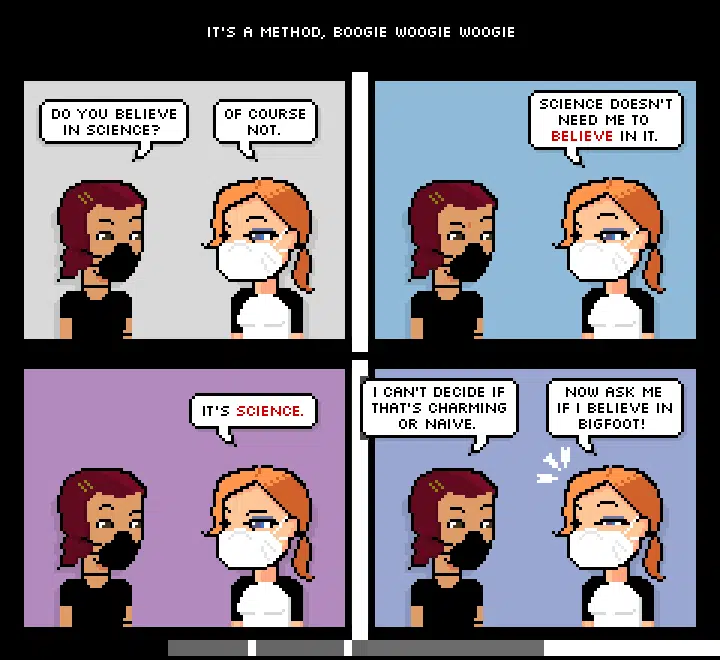 IT'S A METHOD, BOOGIE WOOGIE WOOGIE
DO YOU BELIEVE
IN SCIENCE?
OF COURSE
NOT.
SCIENCE DOESN'T
NEED ME TO
BELIEVE IN IT.
IT'S SCIENCE.
I CAN'T DECIDE IF
THAT'S CHARMING
OR NAIVE.
NOW ASK ME
IF I BELIEVE IN
BIGFOOT!